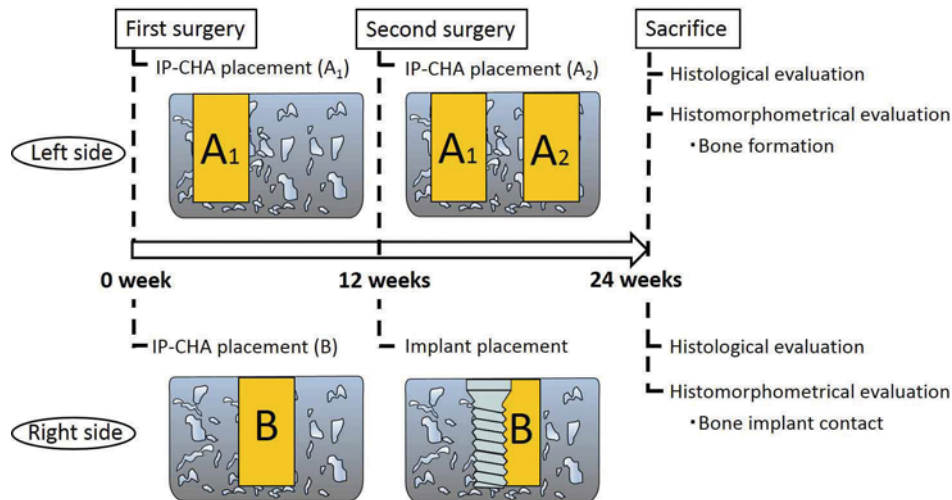 First surgery
Second surgery
Sacrifice
IP-CHA placement (A₁)
IP-CHA placement (A₂)
Histological evaluation
Histomorphometrical evaluation
・Bone formation
Left side
A₁
A₁
A₂
0 week
12 weeks
24 weeks
IP-CHA placement (B)
Implant placement
Histological evaluation
Histomorphometrical evaluation
・Bone implant contact
Right side
B
B